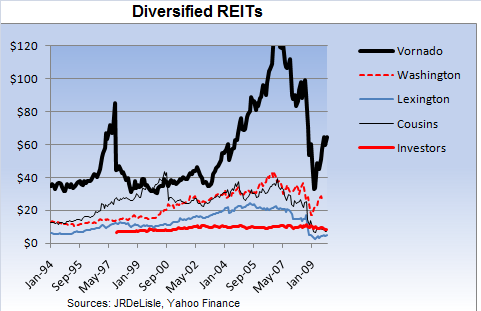 Diversified REITs
$120
$100
$80
$60
$40
$20
$0
Jan-94
Sep-95
May-97
Jan-99
Sep-00
May-02
Jan-04
Sep-05
May-07
Jan-09
Vornado
Washington
Lexington
Cousins
Investors
Sources: JRDeLisle, Yahoo Finance